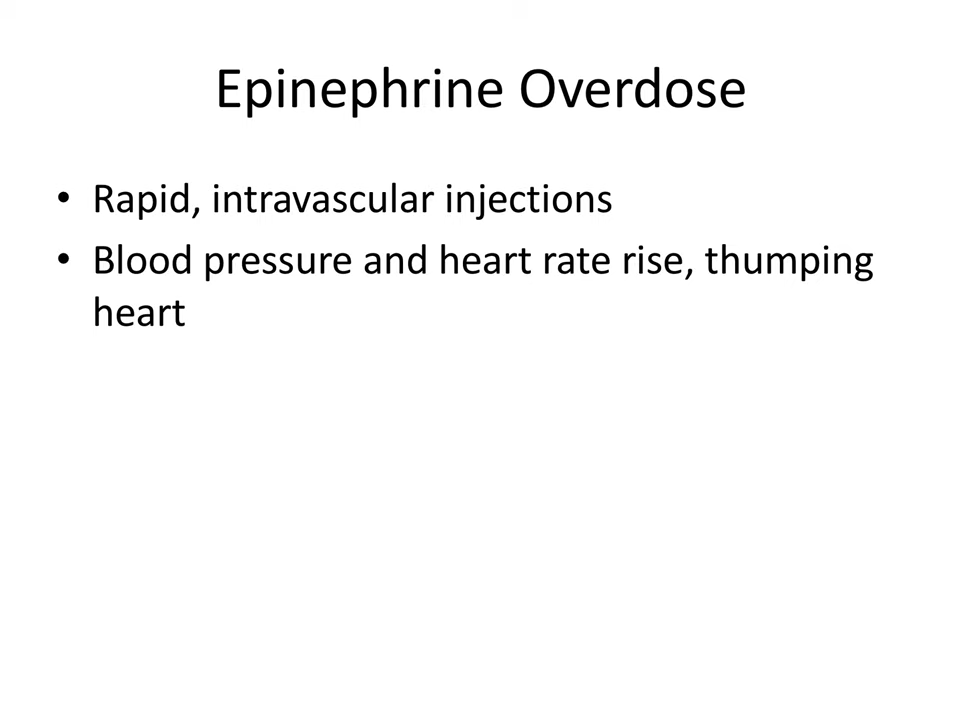 Epinephrine Overdose
• Rapid, intravascular injections
• Blood pressure and heart rate rise, thumping
heart